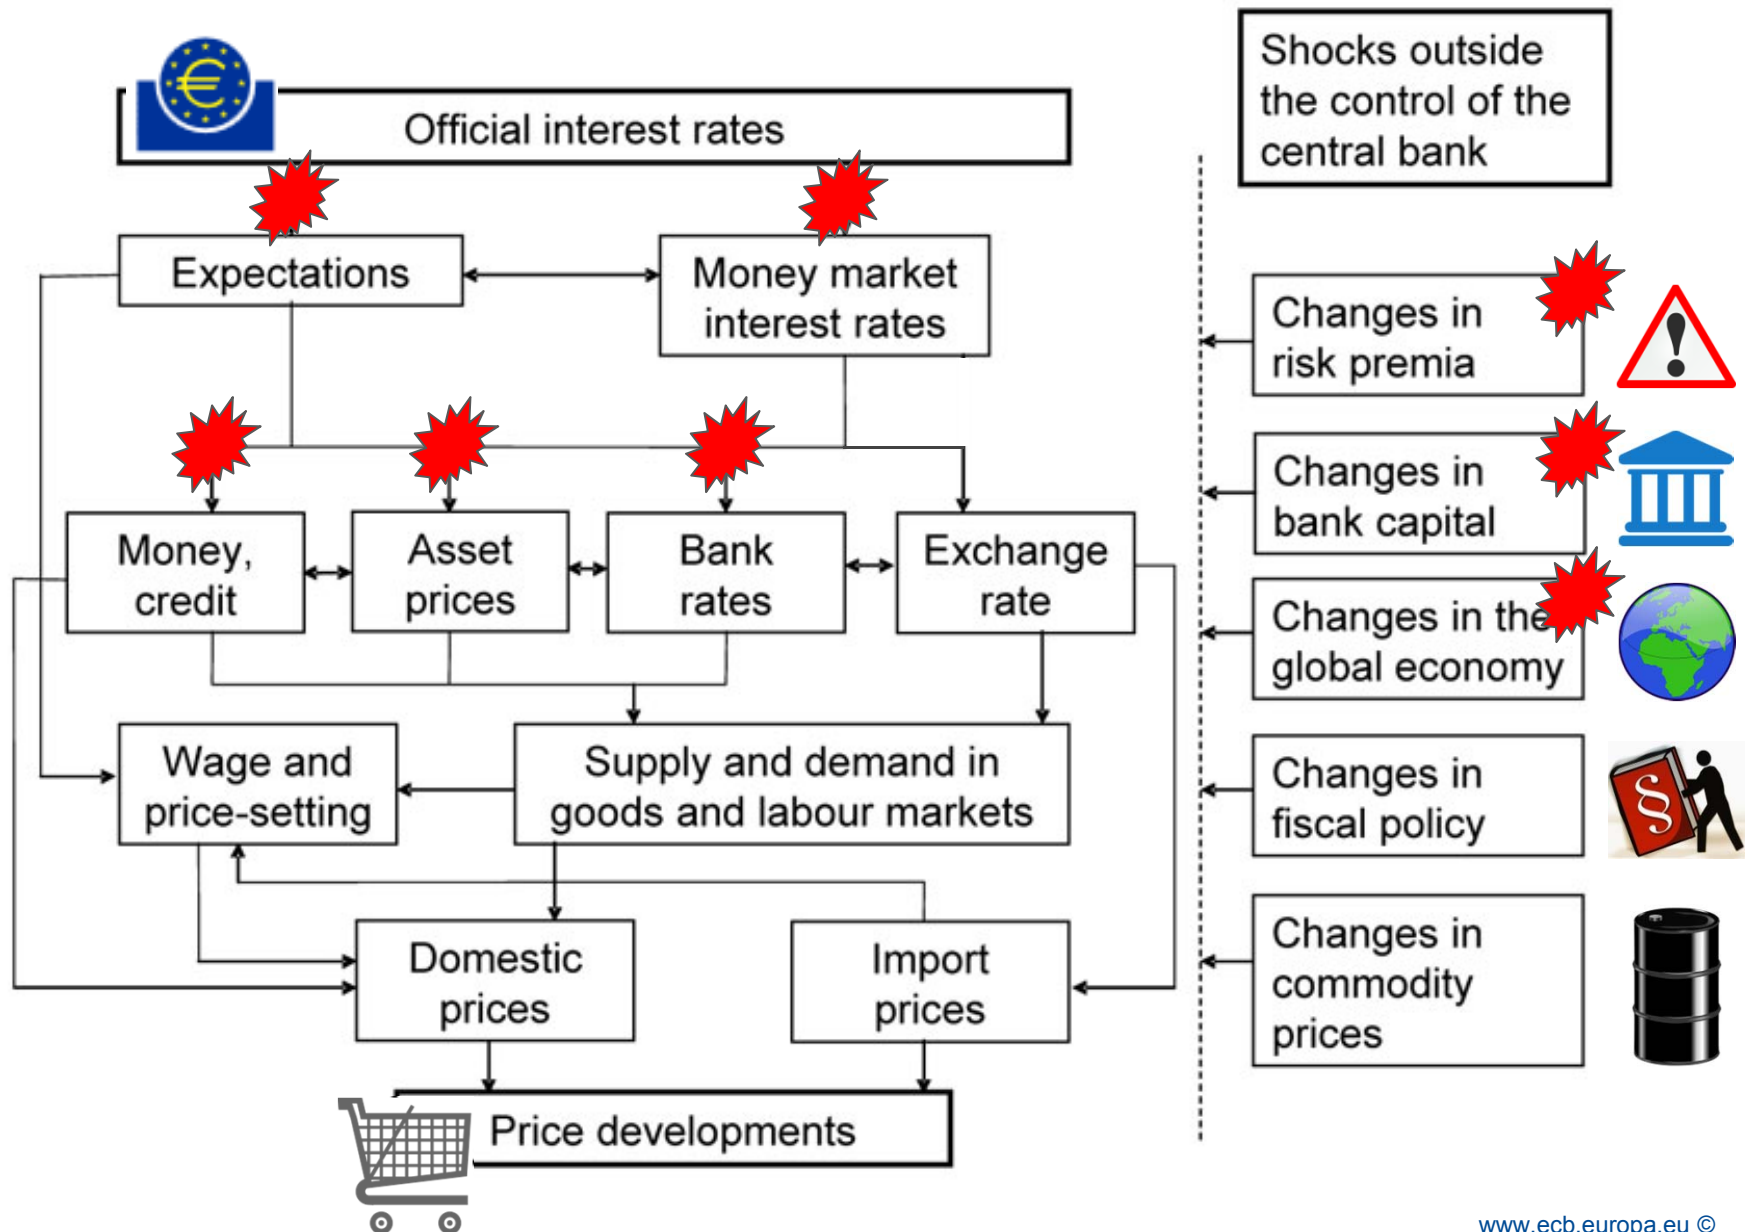 Official interest rates
Shocks outside
the control of the
central bank
Expectations
Money market
interest rates
Changes in
risk premia
Changes in
bank capital
Money,
credit
Asset
prices
Bank
rates
Exchange
rate
Changes in the
global economy
Wage and
price-setting
Supply and demand in
goods and labour markets
Changes in
fiscal policy
§
Domestic
prices
Import
prices
Changes in
commodity
prices
Price developments
www.ecb.europa.eu ©